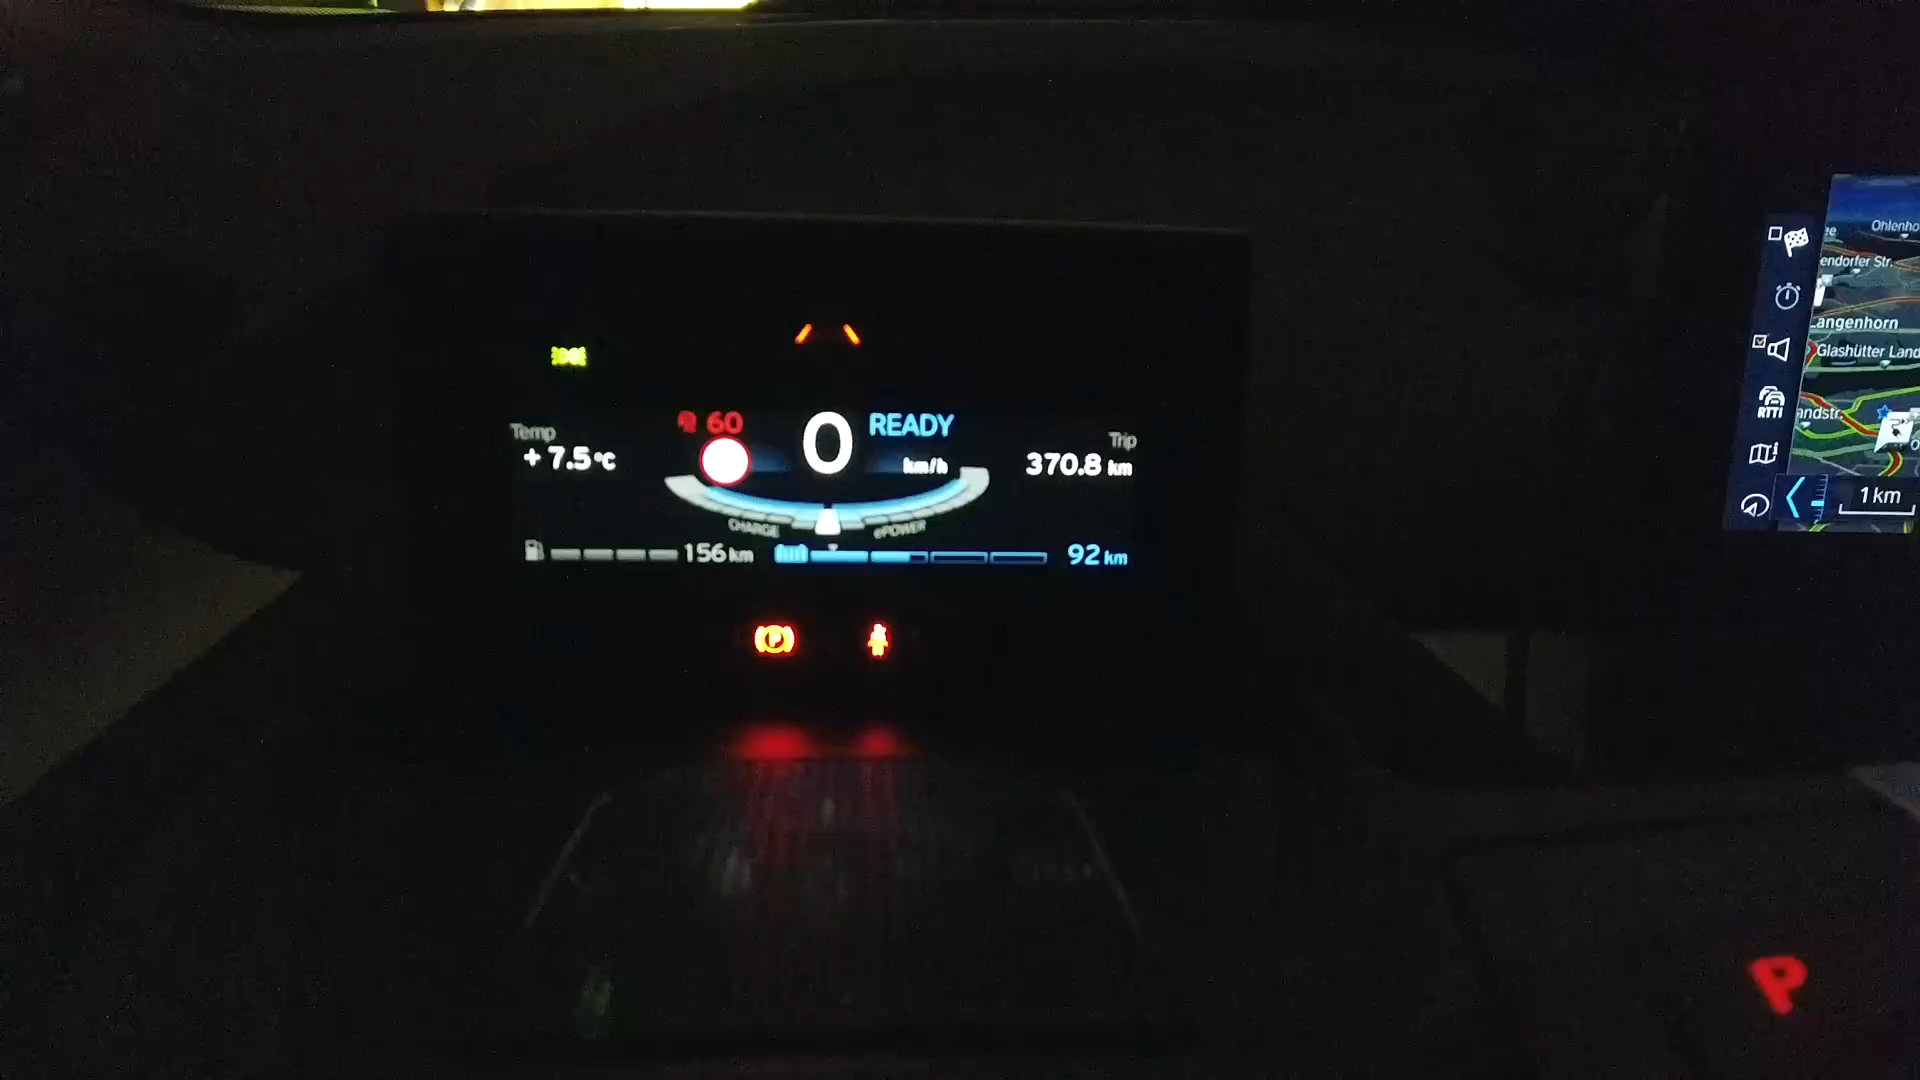 60
0
READY
km/h
Temp
+ 7.5 °C
Trip
370.8 km
CHARGE
ePOWER
156 km
92 km
P
P
Ohlenho
endorfer Str.
Langenhorn
Glashütter Land
andstr.
RTTI
1 km